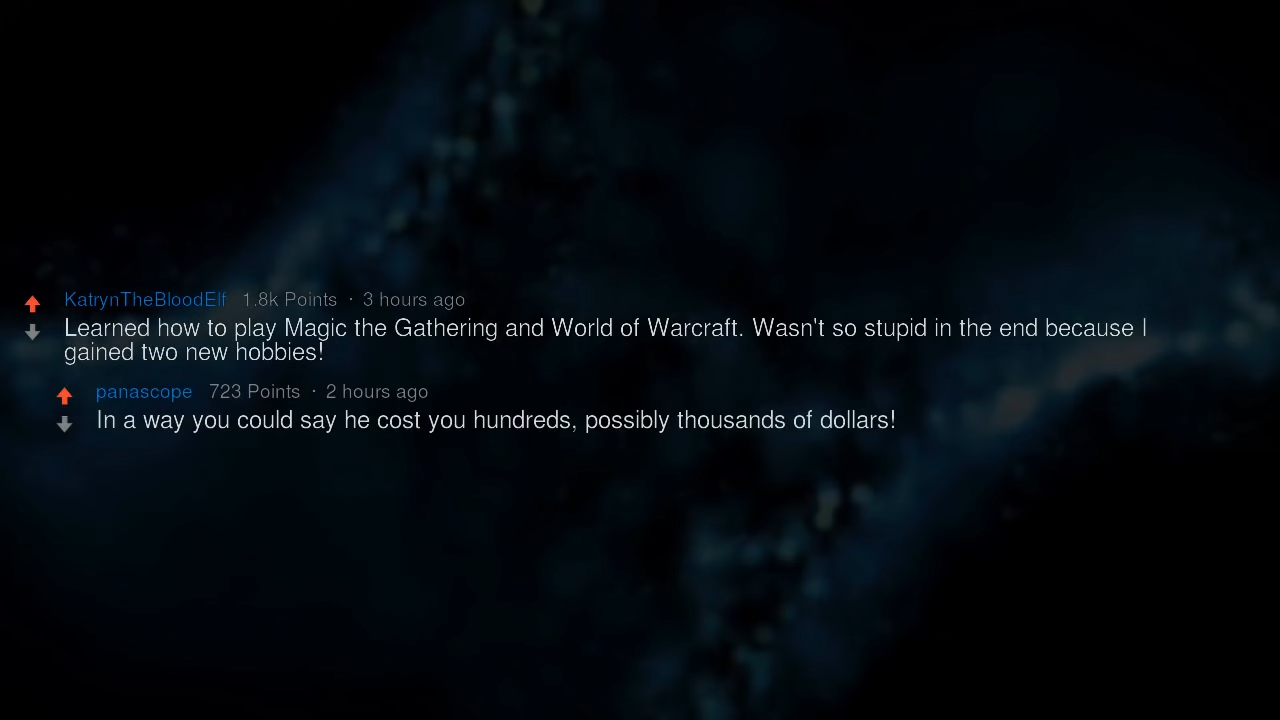 KatrynTheBloodElf 1.8k Points · 3 hours ago
Learned how to play Magic the Gathering and World of Warcraft. Wasn't so stupid in the end because I
gained two new hobbies!
panascope 723 Points · 2 hours ago
In a way you could say he cost you hundreds, possibly thousands of dollars!